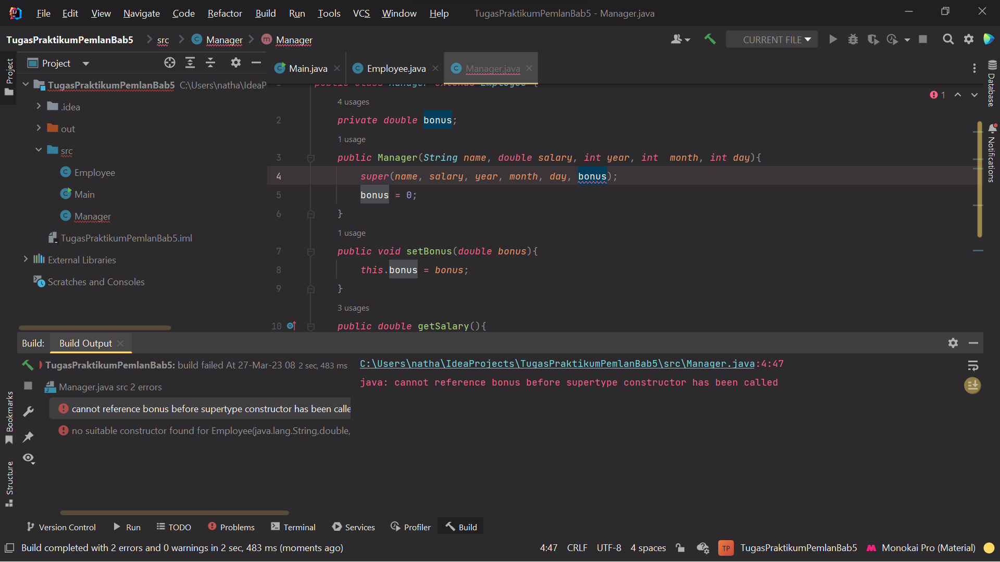 File Edit View Navigate Code Refactor Build Run Tools VCS Window Help TugasPraktikumPemlanBab5 - Manager.java
TugasPraktikumPemlanBab5 src Manager Manager CURRENT FILE
Project
Project
Main.java Employee.java Manager.java
TugasPraktikumPemlanBab5 C:\Users\natha\IdeaP
.idea
out
src
Employee
Main
Manager
TugasPraktikumPemlanBab5.iml
External Libraries
Scratches and Consoles
1 public class Manager extends Employee {
4 usages
2 private double bonus;
1 usage
3 public Manager(String name, double salary, int year, int  month, int day){
4 super(name, salary, year, month, day, bonus);
5 bonus = 0;
6 }
1 usage
7 public void setBonus(double bonus){
8 this.bonus = bonus;
9 }
3 usages
10 public double getSalary(){
1
Database
Notifications
Build: Build Output
TugasPraktikumPemlanBab5: build failed At 27-Mar-23 08 2 sec, 483 ms
Manager.java src 2 errors
cannot reference bonus before supertype constructor has been calle
no suitable constructor found for Employee(java.lang.String,double,
C:\Users\natha\IdeaProjects\TugasPraktikumPemlanBab5\src\Manager.java:4:47
java: cannot reference bonus before supertype constructor has been called
Bookmarks
Structure
Version Control Run TODO Problems Terminal Services Profiler Build
Build completed with 2 errors and 0 warnings in 2 sec, 483 ms (moments ago) 4:47 CRLF UTF-8 4 spaces TP TugasPraktikumPemlanBab5 Monokai Pro (Material)